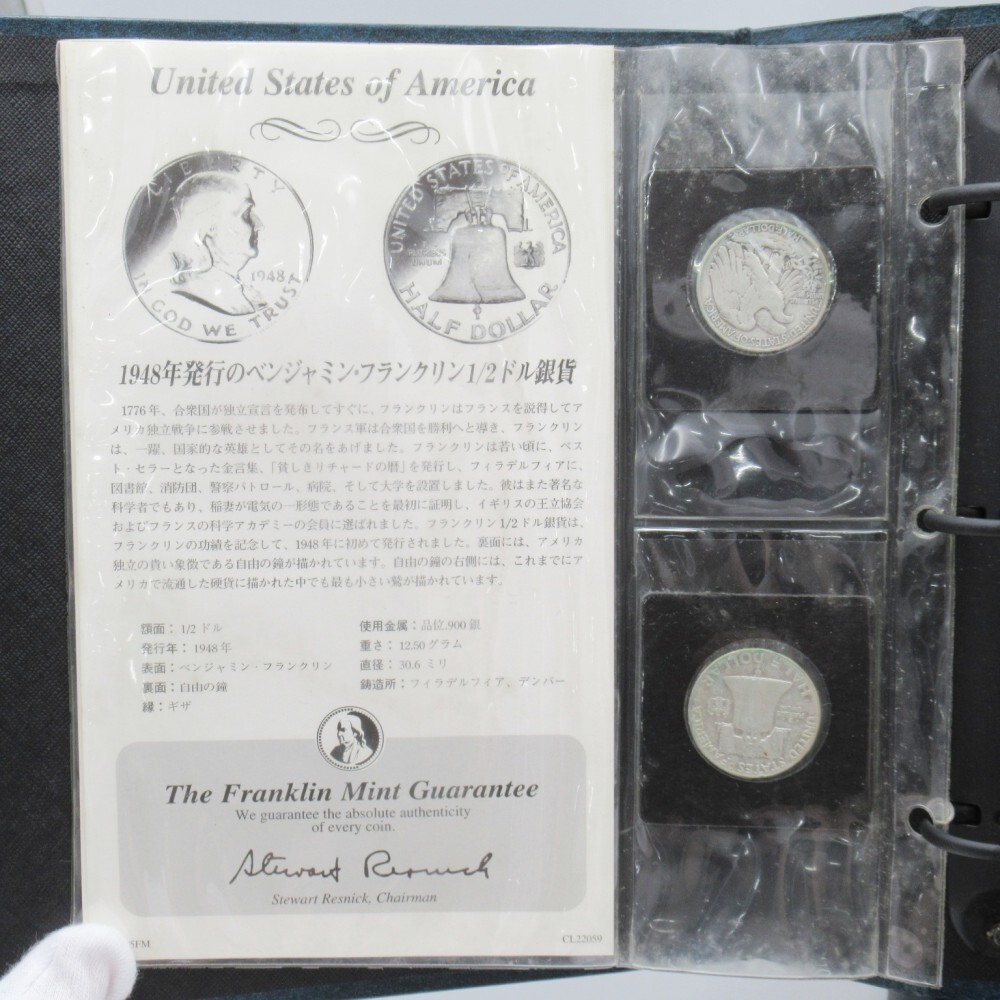 United States of America
LIBERTY
1948
IN GOD WE TRUST
UNITED STATES OF AMERICA
HALF DOLLAR
1948年発行のベンジャミン・フランクリン1/2ドル銀貨
1776年、合衆国が独立宣言を発布してすぐに、フランクリンはフランスを説得してア
メリカ独立戦争に参戦させました。フランス軍は合衆国を勝利へと導き、フランクリン
は、一躍、国家的な英雄としてその名をあげました。フランクリンは若い頃に、ベス
ト・セラーとなった金言集、「貧しきリチャードの暦」を発行し、フィラデルフィアに、
図書館、消防団、警察パトロール、病院、そして大学を設置しました。彼はまた著名な
科学者でもあり、稲妻が電気の一形態であることを最初に証明し、イギリスの王立協会
およびフランスの科学アカデミーの会員に選ばれました。フランクリン1/2ドル銀貨は、
フランクリンの功績を記念して、1948年に初めて発行されました。裏面には、アメリカ
独立の貴い象徴である自由の鐘が描かれています。自由の鐘の右側には、これまでにア
メリカで流通した硬貨に描かれた中でも最も小さい鷲が描かれています。
額面：1/2ドル
発行年：1948年
表面：ベンジャミン・フランクリン
裏面：自由の鐘
縁：ギザ
使用金属：品位.900銀
重さ：12.50グラム
直径：30.6ミリ
鋳造所：フィラデルフィア、デンバー
The Franklin Mint Guarantee
We guarantee the absolute authenticity
of every coin.
Stewart Resnick
Stewart Resnick, Chairman
5FM
CL22059
HALF DOLLAR
UNITED STATES OF AMERICA
HALF DOLLAR
UNITED STATES OF AMERICA